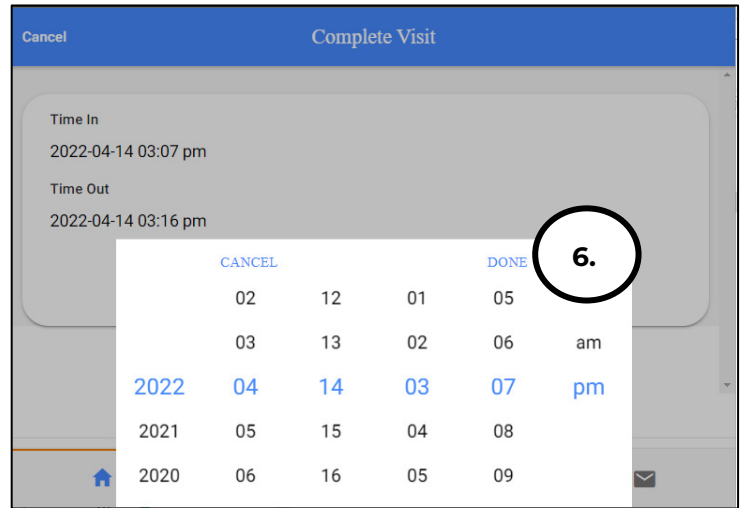 Cancel Complete Visit
Time In
2022-04-14 03:07 pm
Time Out
2022-04-14 03:16 pm
CANCEL DONE 6.
02 12 01 05
03 13 02 06 am
2022 04 14 03 07 pm
2021 05 15 04 08
2020 06 16 05 09